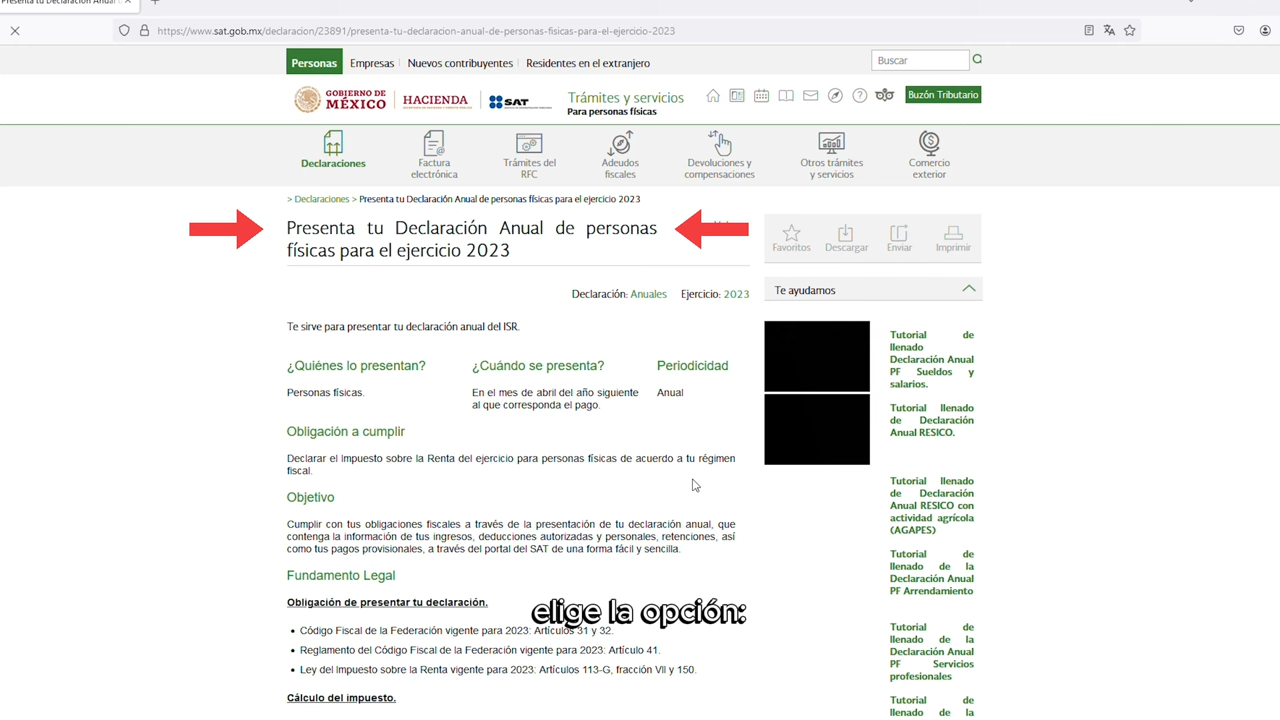 Presenta tu Declaración Anual
https://www.sat.gob.mx/declaracion/23891/presenta-tu-declaracion-anual-de-personas-fisicas-para-el-ejercicio-2023
Personas
Empresas
Nuevos contribuyentes
Residentes en el extranjero
Buscar
GOBIERNO DE
MÉXICO
HACIENDA
SAT
Trámites y servicios
Para personas físicas
Buzón Tributario
Declaraciones
Factura
electrónica
Trámites del
RFC
Adeudos
fiscales
Devoluciones y
compensaciones
Otros trámites
y servicios
Comercio
exterior
> Declaraciones > Presenta tu Declaración Anual de personas físicas para el ejercicio 2023
Presenta tu Declaración Anual de personas
físicas para el ejercicio 2023
Favoritos
Descargar
Enviar
Imprimir
Declaración: Anuales Ejercicio: 2023
Te ayudamos
Te sirve para presentar tu declaración anual del ISR.
¿Quiénes lo presentan?
Personas físicas.
¿Cuándo se presenta?
En el mes de abril del año siguiente
al que corresponda el pago.
Periodicidad
Anual
Obligación a cumplir
Declarar el Impuesto sobre la Renta del ejercicio para personas físicas de acuerdo a tu régimen
fiscal.
Objetivo
Cumplir con tus obligaciones fiscales a través de la presentación de tu declaración anual, que
contenga la información de tus ingresos, deducciones autorizadas y personales, retenciones, así
como tus pagos provisionales, a través del portal del SAT de una forma fácil y sencilla.
Fundamento Legal
Obligación de presentar tu declaración.
• Código Fiscal de la Federación vigente para 2023: Artículos 31 y 32.
• Reglamento del Código Fiscal de la Federación vigente para 2023: Artículo 41.
• Ley del Impuesto sobre la Renta vigente para 2023: Artículos 113-G, fracción VII y 150.
Cálculo del impuesto.
elige la opción:
Tutorial de
llenado
Declaración Anual
PF Sueldos y
salarios.
Tutorial llenado
de Declaración
Anual RESICO.
Tutorial llenado
de Declaración
Anual RESICO con
actividad agrícola
(AGAPES)
Tutorial de
llenado de la
Declaración Anual
PF Arrendamiento
Tutorial de
llenado de la
Declaración Anual
PF Servicios
profesionales
Tutorial de
llenado de la